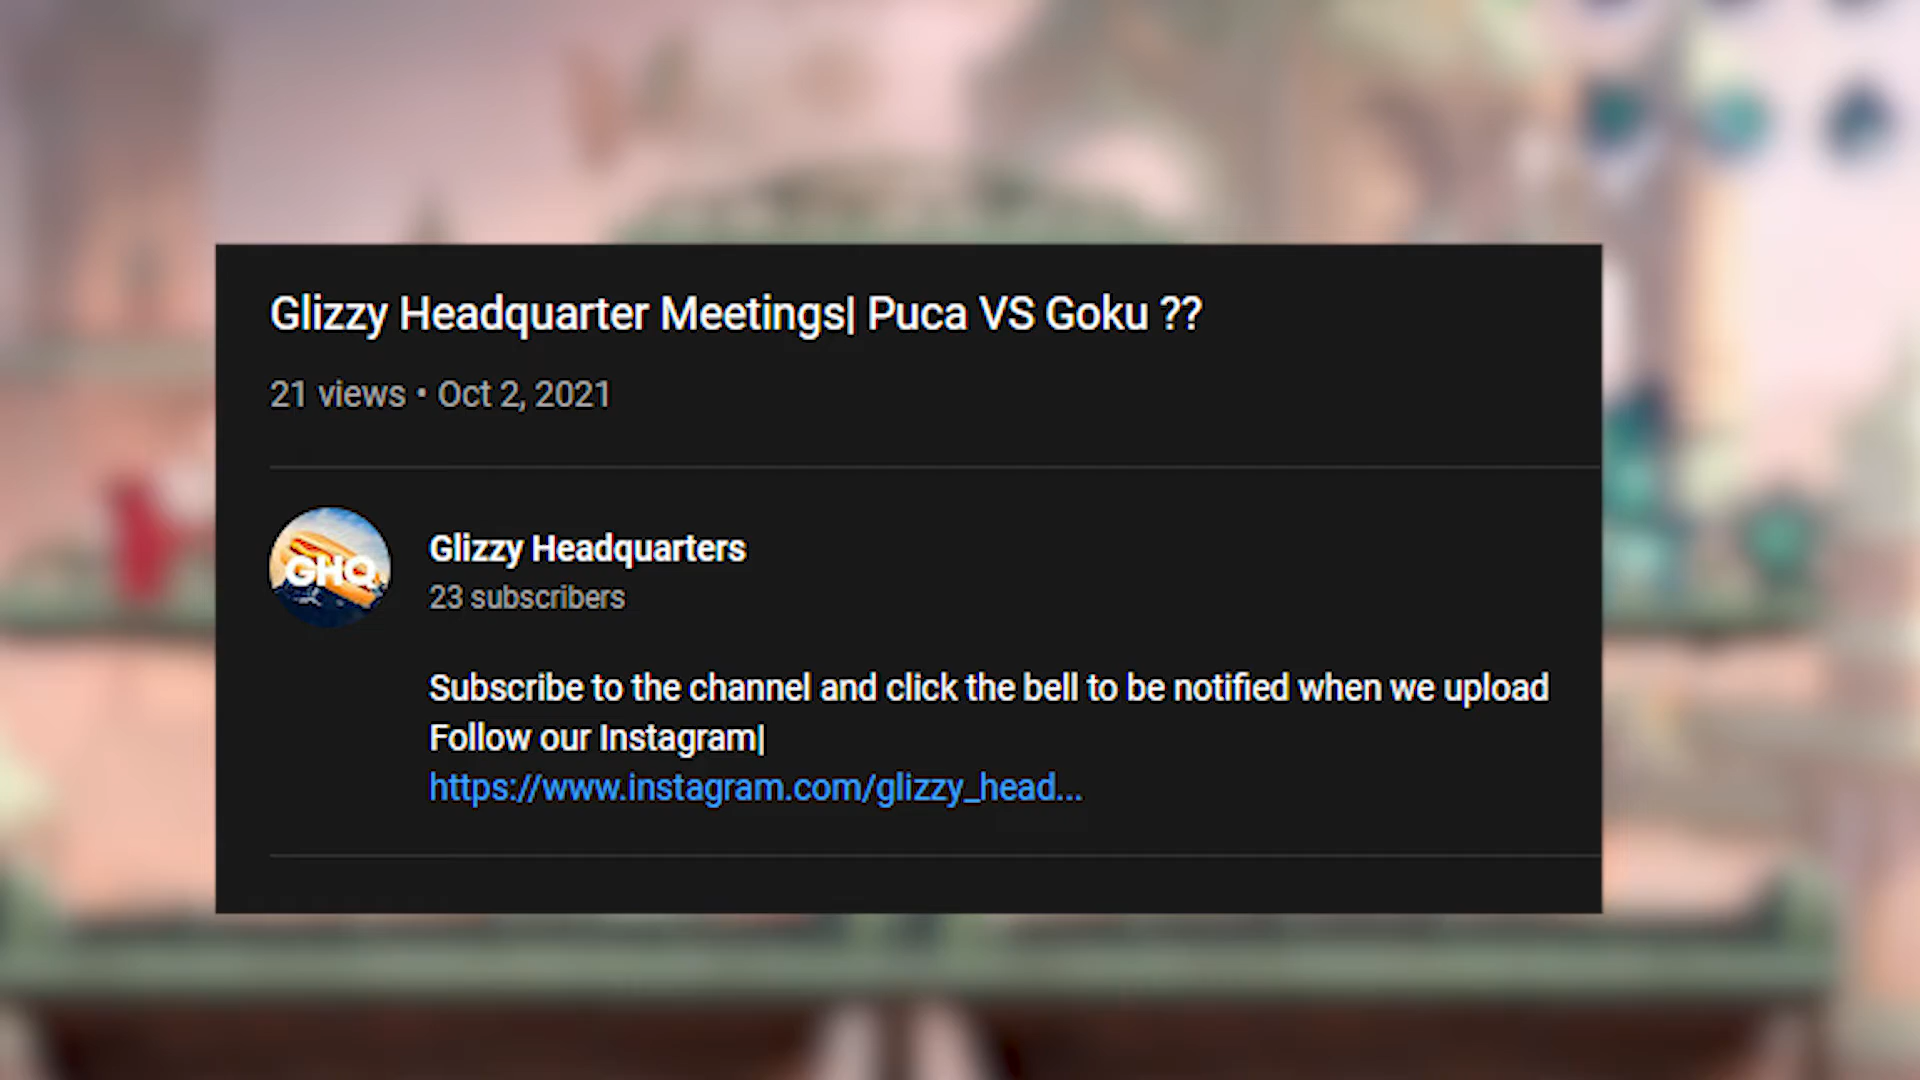 Glizzy Headquarter Meetings| Puca VS Goku ??
21 views • Oct 2, 2021
GHQ
Glizzy Headquarters
23 subscribers
Subscribe to the channel and click the bell to be notified when we upload
Follow our Instagram|
https://www.instagram.com/glizzy_head...